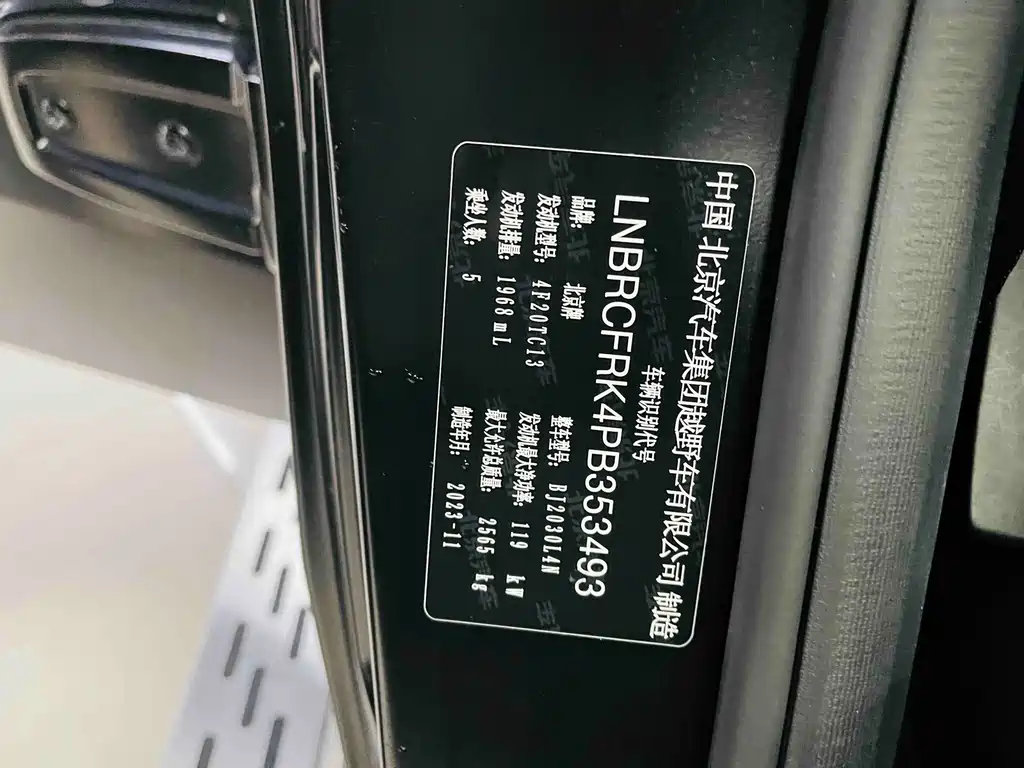 中国 北京汽车集团越野车有限公司 制造
车辆识别代号
LNBRCFRK4PB353493
品牌: 北京牌 整车型号: BJ2030L4N
发动机型号: 4F20TC13 发动机最大净功率: 119 kW
发动机排量: 1968 mL 最大允许总质量: 2565 kg
乘坐人数: 5 制造年月: 2023-11